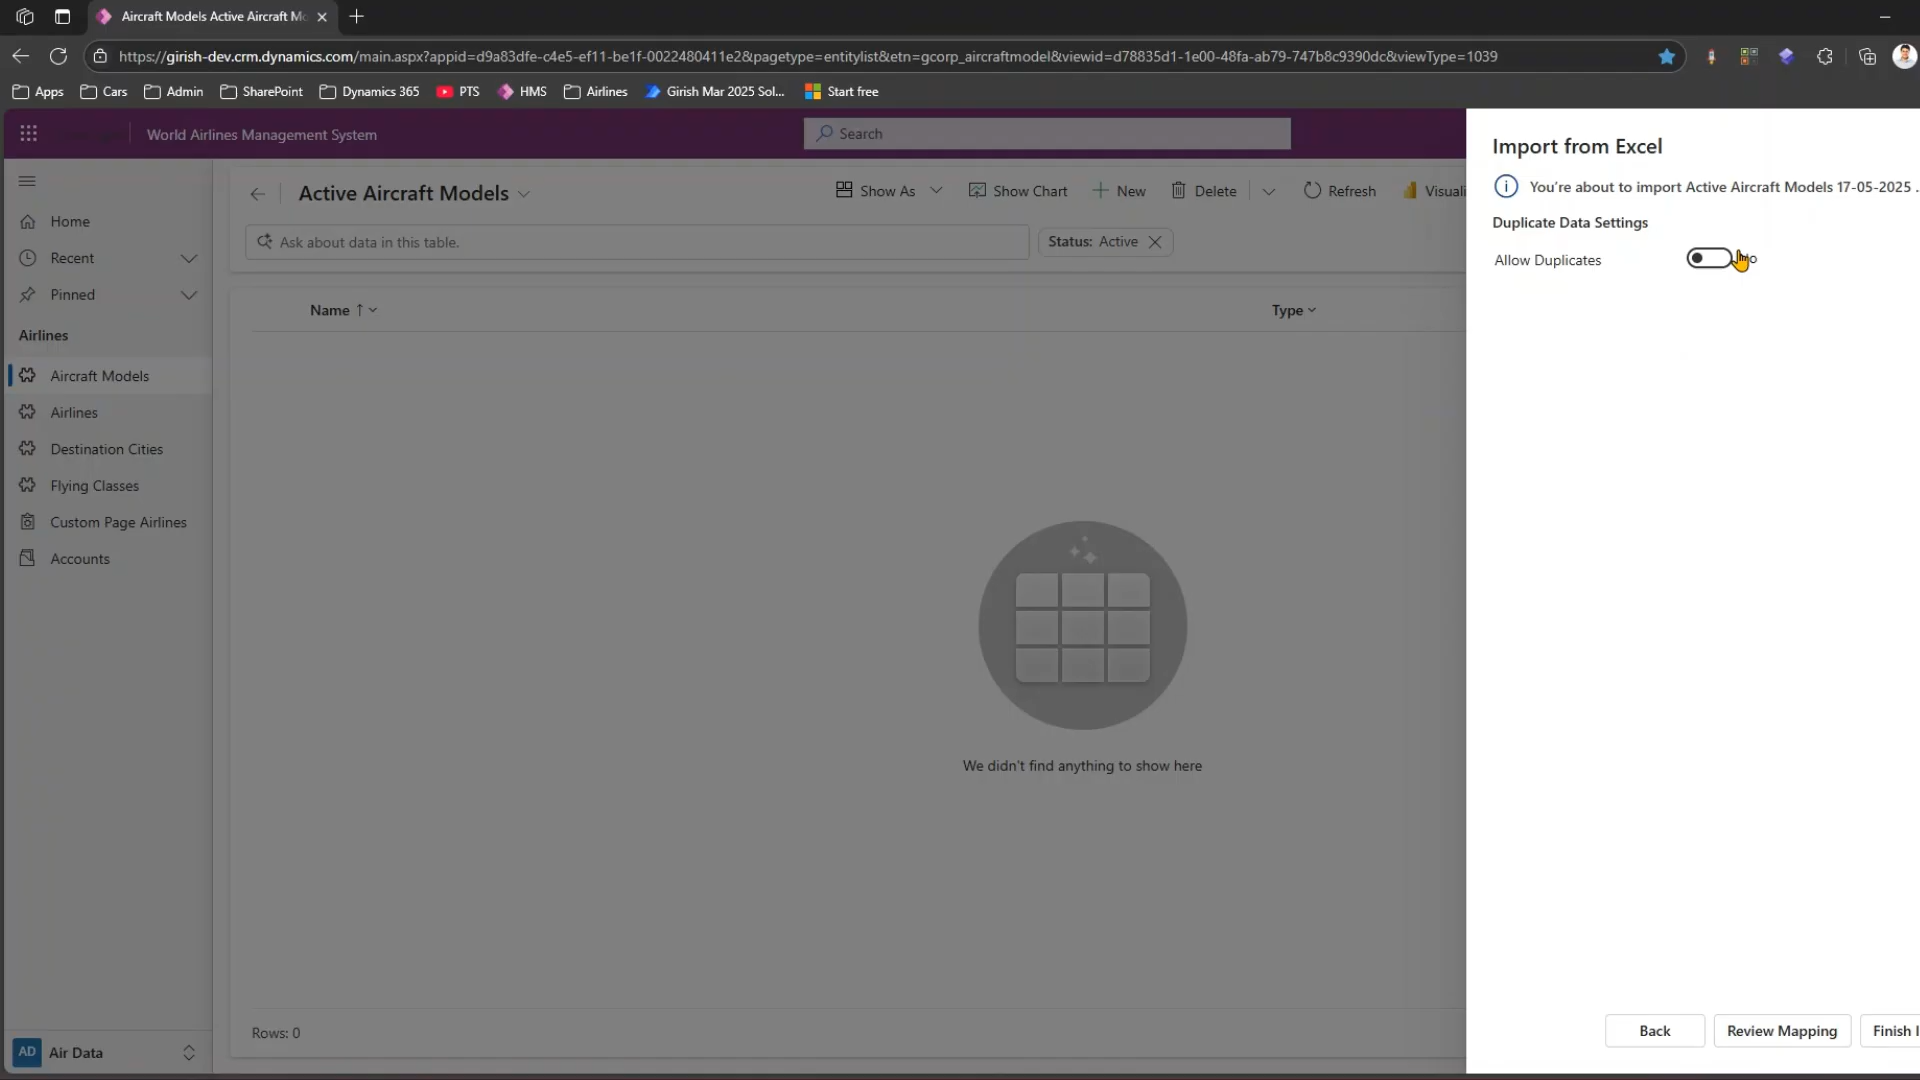 Aircraft Models Active Aircraft Mo
https://girish-dev.crm.dynamics.com/main.aspx?appid=d9a83dfe-c4e5-ef11-be1f-0022480411e2&pagetype=entitylist&etn=gcorp_aircraftmodel&viewid=d78835d1-1e00-48fa-ab79-747b8c9390dc&viewType=1039
Apps Cars Admin SharePoint Dynamics 365 PTS HMS Airlines Girish Mar 2025 Sol... Start free
World Airlines Management System
Search
Import from Excel
You're about to import Active Aircraft Models 17-05-2025 .
Duplicate Data Settings
Allow Duplicates
Active Aircraft Models
Show As Show Chart New Delete Refresh Visuali
Ask about data in this table.
Status: Active
Name ↑
Type
Home
Recent
Pinned
Airlines
Aircraft Models
Airlines
Destination Cities
Flying Classes
Custom Page Airlines
Accounts
We didn't find anything to show here
Rows: 0
AD Air Data
Back Review Mapping Finish I